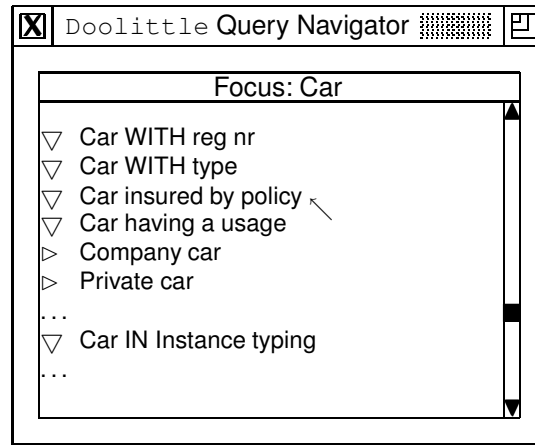 X Doolittle Query Navigator
Focus: Car
▽ Car WITH reg nr
▽ Car WITH type
▽ Car insured by policy
▽ Car having a usage
▷ Company car
▷ Private car
...
▽ Car IN Instance typing
...